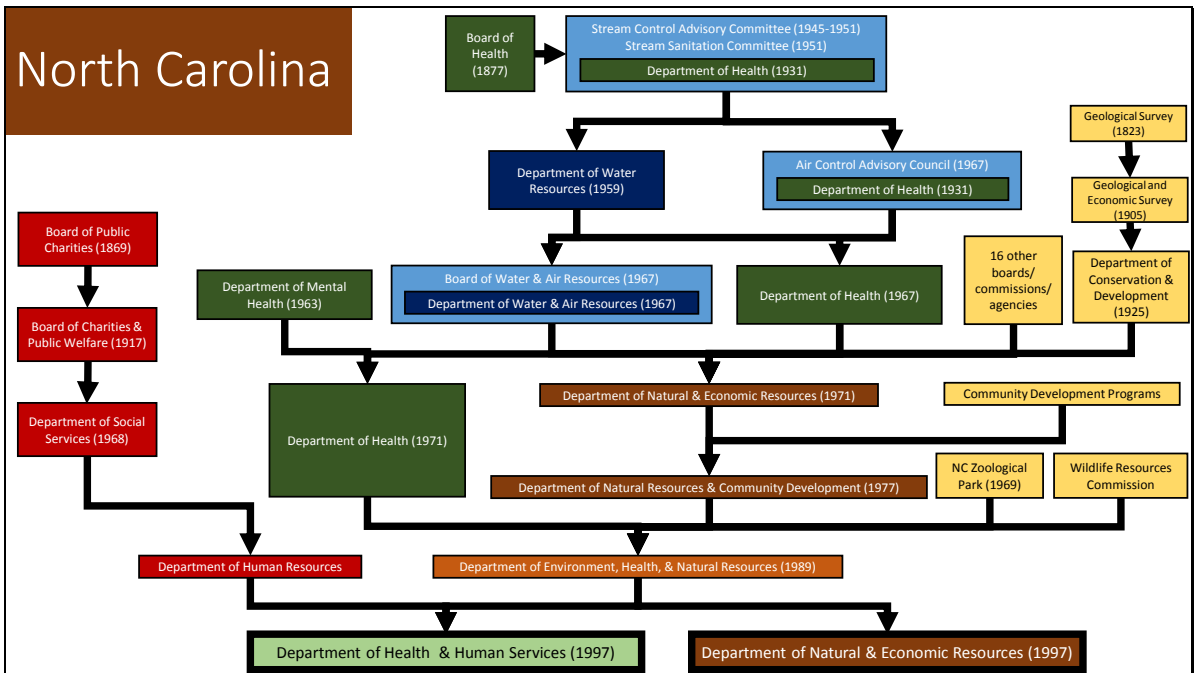 North Carolina
Board of
Health
(1877)
Stream Control Advisory Committee (1945-1951)
Stream Sanitation Committee (1951)
Department of Health (1931)
Geological Survey
(1823)
Department of Water
Resources (1959)
Air Control Advisory Council (1967)
Department of Health (1931)
Geological and
Economic Survey
(1905)
Board of Public
Charities (1869)
Department of Mental
Health (1963)
Board of Water & Air Resources (1967)
Department of Water & Air Resources (1967)
Department of Health (1967)
16 other
boards/
commissions/
agencies
Department of
Conservation &
Development
(1925)
Board of Charities &
Public Welfare (1917)
Department of Social
Services (1968)
Department of Health (1971)
Department of Natural & Economic Resources (1971)
Community Development Programs
Department of Natural Resources & Community Development (1977)
NC Zoological
Park (1969)
Wildlife Resources
Commission
Department of Human Resources
Department of Environment, Health, & Natural Resources (1989)
Department of Health & Human Services (1997)
Department of Natural & Economic Resources (1997)